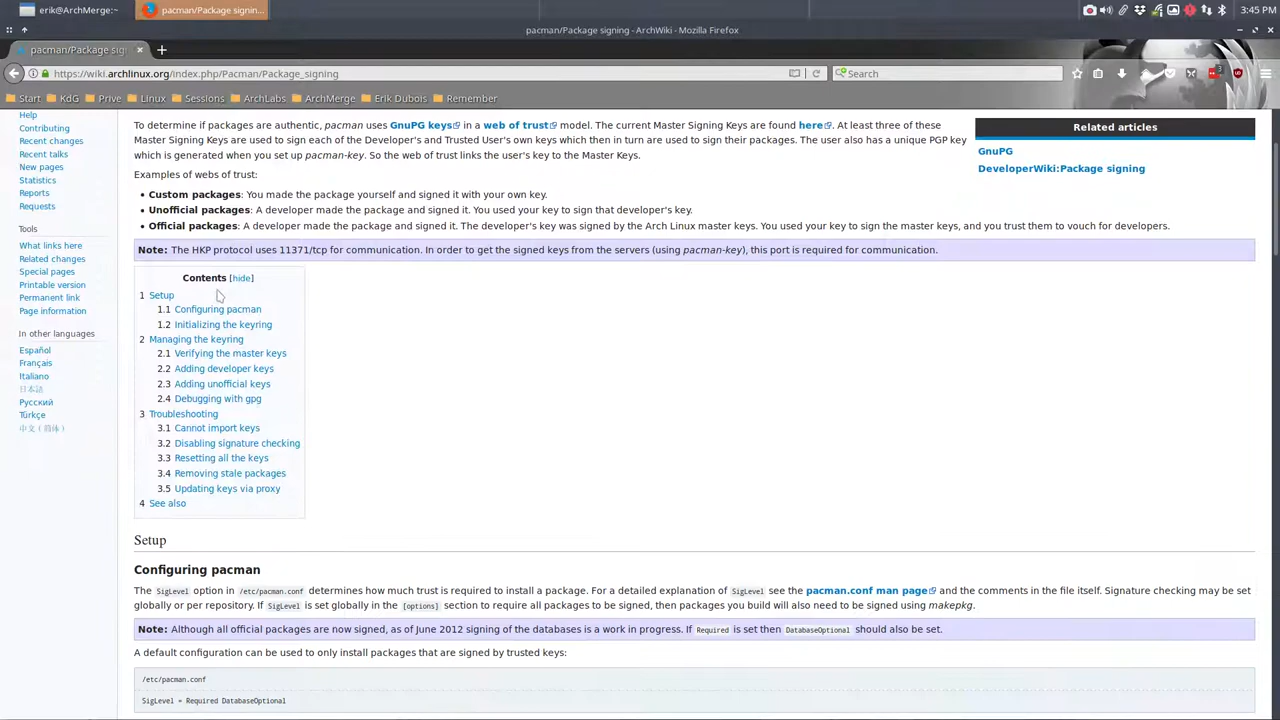 erik@ArchMerge:~
pacman/Package signin...
3:45 PM
pacman/Package signing - ArchWiki - Mozilla Firefox
pacman/Package sig
https://wiki.archlinux.org/index.php/Pacman/Package_signing
Search
3
Start
KdG
Prive
Linux
Sessions
ArchLabs
ArchMerge
Erik Dubois
Remember
Help
Contributing
Recent changes
Recent talks
New pages
Statistics
Reports
Requests
Tools
What links here
Related changes
Special pages
Printable version
Permanent link
Page information
In other languages
Español
Français
Italiano
日本語
Русский
Türkçe
中文（简体）
To determine if packages are authentic, pacman uses GnuPG keys in a web of trust model. The current Master Signing Keys are found here. At least three of these
Master Signing Keys are used to sign each of the Developer's and Trusted User's own keys which then in turn are used to sign their packages. The user also has a unique PGP key
which is generated when you set up pacman-key. So the web of trust links the user's key to the Master Keys.
Examples of webs of trust:
• Custom packages: You made the package yourself and signed it with your own key.
• Unofficial packages: A developer made the package and signed it. You used your key to sign that developer's key.
• Official packages: A developer made the package and signed it. The developer's key was signed by the Arch Linux master keys. You used your key to sign the master keys, and you trust them to vouch for developers.
Note: The HKP protocol uses 11371/tcp for communication. In order to get the signed keys from the servers (using pacman-key), this port is required for communication.
Related articles
GnuPG
DeveloperWiki:Package signing
Contents [hide]
1 Setup
1.1 Configuring pacman
1.2 Initializing the keyring
2 Managing the keyring
2.1 Verifying the master keys
2.2 Adding developer keys
2.3 Adding unofficial keys
2.4 Debugging with gpg
3 Troubleshooting
3.1 Cannot import keys
3.2 Disabling signature checking
3.3 Resetting all the keys
3.4 Removing stale packages
3.5 Updating keys via proxy
4 See also
Setup
Configuring pacman
The SigLevel option in /etc/pacman.conf determines how much trust is required to install a package. For a detailed explanation of SigLevel see the pacman.conf man page and the comments in the file itself. Signature checking may be set
globally or per repository. If SigLevel is set globally in the [options] section to require all packages to be signed, then packages you build will also need to be signed using makepkg.
Note: Although all official packages are now signed, as of June 2012 signing of the databases is a work in progress. If Required is set then DatabaseOptional should also be set.
A default configuration can be used to only install packages that are signed by trusted keys:
/etc/pacman.conf
SigLevel = Required DatabaseOptional